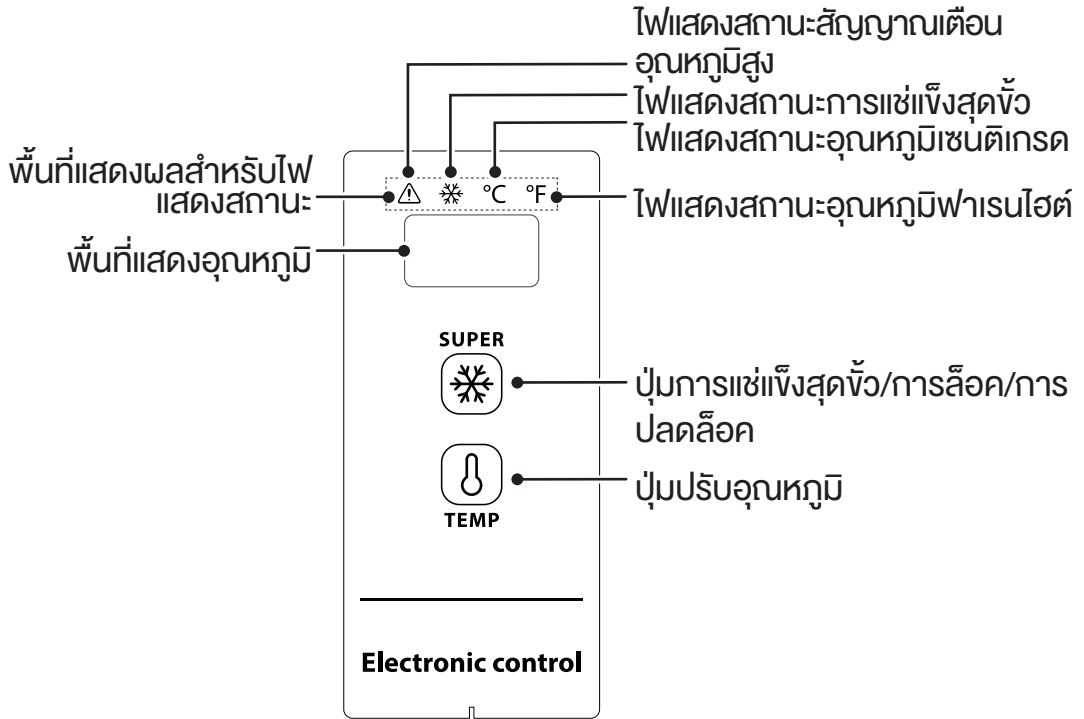 ไฟแสดงสถานะสัญญาณเตือน
อุณหภูมิสูง
ไฟแสดงสถานะการแช่แข็งสุดขั้ว
ไฟแสดงสถานะอุณหภูมิเซนติเกรด
พื้นที่แสดงผลสำหรับไฟ
แสดงสถานะ
°C °F
ไฟแสดงสถานะอุณหภูมิฟาเรนไฮต์
พื้นที่แสดงอุณหภูมิ
SUPER
ปุ่มการแช่แข็งสุดขั้ว/การล็อค/การ
ปลดล็อค
ปุ่มปรับอุณหภูมิ
TEMP
Electronic control